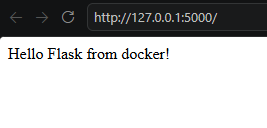 http://127.0.0.1:5000/
Hello Flask from docker!